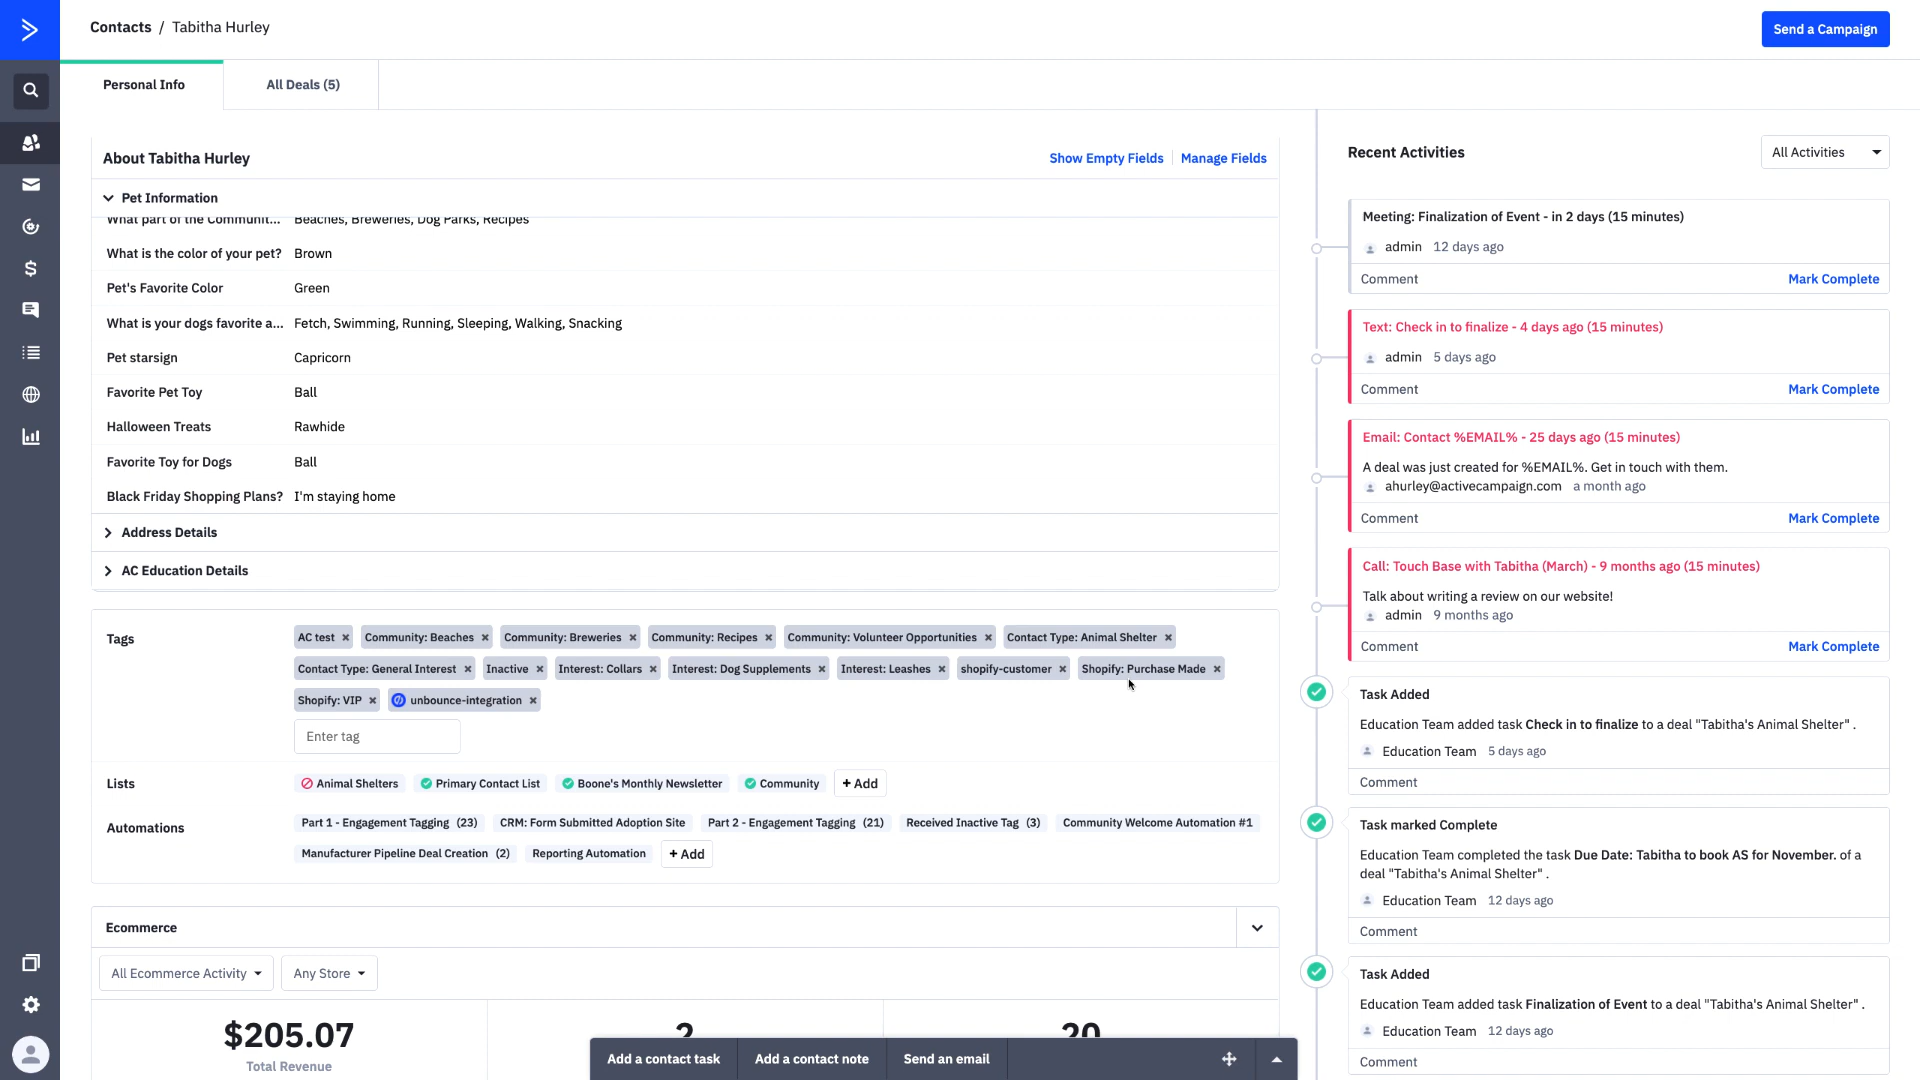 Contacts / Tabitha Hurley
Send a Campaign
Personal Info
All Deals (5)
About Tabitha Hurley
Show Empty Fields
Manage Fields
Pet Information
What part of the Communit... Beaches, Breweries, Dog Parks, Recipes
What is the color of your pet? Brown
Pet's Favorite Color Green
What is your dogs favorite a... Fetch, Swimming, Running, Sleeping, Walking, Snacking
Pet starsign Capricorn
Favorite Pet Toy Ball
Halloween Treats Rawhide
Favorite Toy for Dogs Ball
Black Friday Shopping Plans? I'm staying home
Address Details
AC Education Details
Tags
AC test × Community: Beaches × Community: Breweries × Community: Recipes × Community: Volunteer Opportunities × Contact Type: Animal Shelter ×
Contact Type: General Interest × Inactive × Interest: Collars × Interest: Dog Supplements × Interest: Leashes × shopify-customer × Shopify: Purchase Made ×
Shopify: VIP × unbounce-integration ×
Enter tag
Lists
Animal Shelters Primary Contact List Boone's Monthly Newsletter Community + Add
Automations
Part 1 - Engagement Tagging (23) CRM: Form Submitted Adoption Site Part 2 - Engagement Tagging (21) Received Inactive Tag (3) Community Welcome Automation #1
Manufacturer Pipeline Deal Creation (2) Reporting Automation + Add
Ecommerce
All Ecommerce Activity
Any Store
$205.07
Total Revenue
2
20
Add a contact task
Add a contact note
Send an email
Recent Activities
All Activities
Meeting: Finalization of Event - in 2 days (15 minutes)
admin 12 days ago
Comment
Mark Complete
Text: Check in to finalize - 4 days ago (15 minutes)
admin 5 days ago
Comment
Mark Complete
Email: Contact %EMAIL% - 25 days ago (15 minutes)
A deal was just created for %EMAIL%. Get in touch with them.
ahurley@activecampaign.com a month ago
Comment
Mark Complete
Call: Touch Base with Tabitha (March) - 9 months ago (15 minutes)
Talk about writing a review on our website!
admin 9 months ago
Comment
Mark Complete
Task Added
Education Team added task Check in to finalize to a deal "Tabitha's Animal Shelter" .
Education Team 5 days ago
Comment
Task marked Complete
Education Team completed the task Due Date: Tabitha to book AS for November. of a
deal "Tabitha's Animal Shelter" .
Education Team 12 days ago
Comment
Task Added
Education Team added task Finalization of Event to a deal "Tabitha's Animal Shelter" .
Education Team 12 days ago
Comment